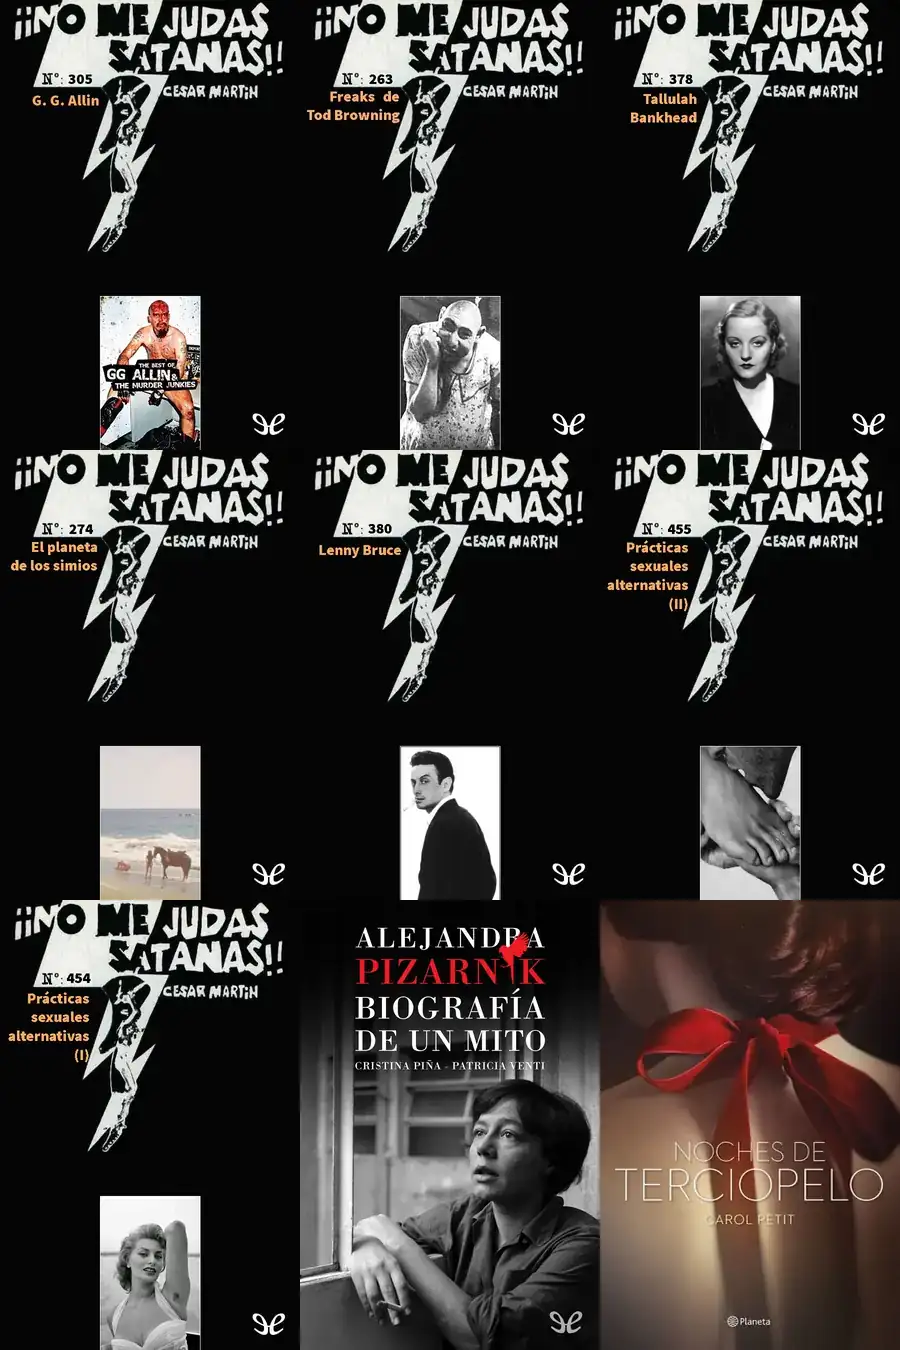 ¡¡NO ME JUDAS
SATANAS!!
Nº: 305
CESAR MARTIN
G. G. Allin
THE BEST OF
GG ALLIN &
THE MURDER JUNKIES
¡¡NO ME JUDAS
SATANAS!!
Nº: 263
CESAR MARTIN
Freaks de
Tod Browning
¡¡NO ME JUDAS
SATANAS!!
Nº: 378
CESAR MARTIN
Tallulah
Bankhead
¡¡NO ME JUDAS
SATANAS!!
Nº: 274
CESAR MARTIN
El planeta
de los simios
¡¡NO ME JUDAS
SATANAS!!
Nº: 380
CESAR MARTIN
Lenny Bruce
¡¡NO ME JUDAS
SATANAS!!
Nº: 455
CESAR MARTIN
Prácticas
sexuales
alternativas
(II)
¡¡NO ME JUDAS
SATANAS!!
Nº: 454
CESAR MARTIN
Prácticas
sexuales
alternativas
(I)
ALEJANDRA
PIZARNIK
BIOGRAFÍA
DE UN MITO
CRISTINA PIÑA - PATRICIA VENTI
NOCHES DE
TERCIOPELO
CAROL PETIT
Planeta